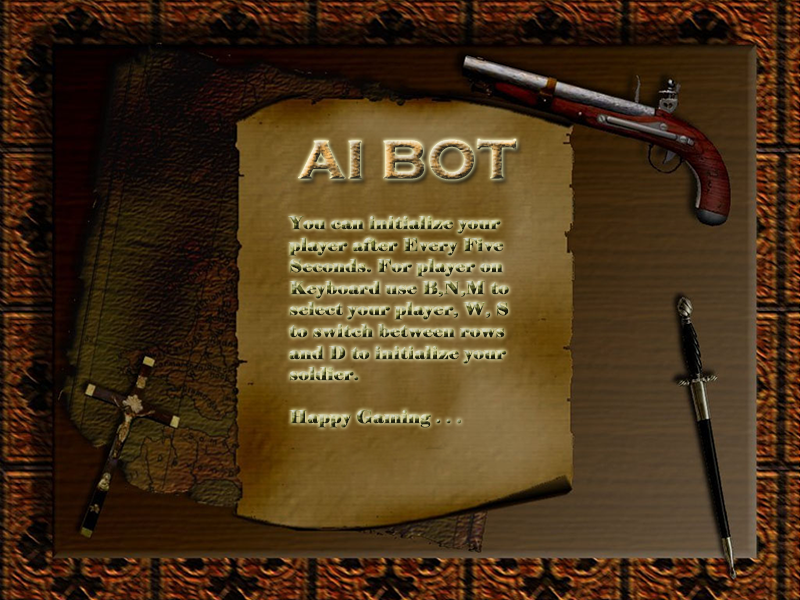 AI BOT
You can initialize your
player after Every Five
Seconds. For player on
Keyboard use B,N,M to
select your player, W, S
to switch between rows
and D to initialize your
soldier.
Happy Gaming . . .